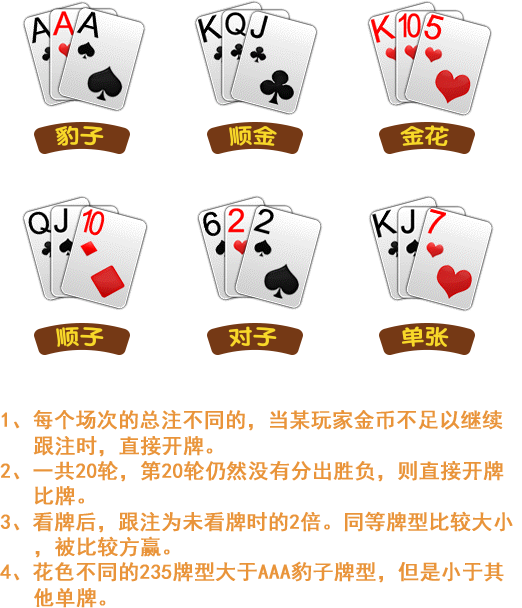 A A A
K Q J
K 10 5
豹子
顺金
金花
Q J 10
6 2 2
K J 7
顺子
对子
单张
1、每个场次的总注不同的，当某玩家金币不足以继续
跟注时，直接开牌。
2、一共20轮，第20轮仍然没有分出胜负，则直接开牌
比牌。
3、看牌后，跟注为未看牌时的2倍。同等牌型比较大小
，被比较方赢。
4、花色不同的235牌型大于AAA豹子牌型，但是小于其
他单牌。